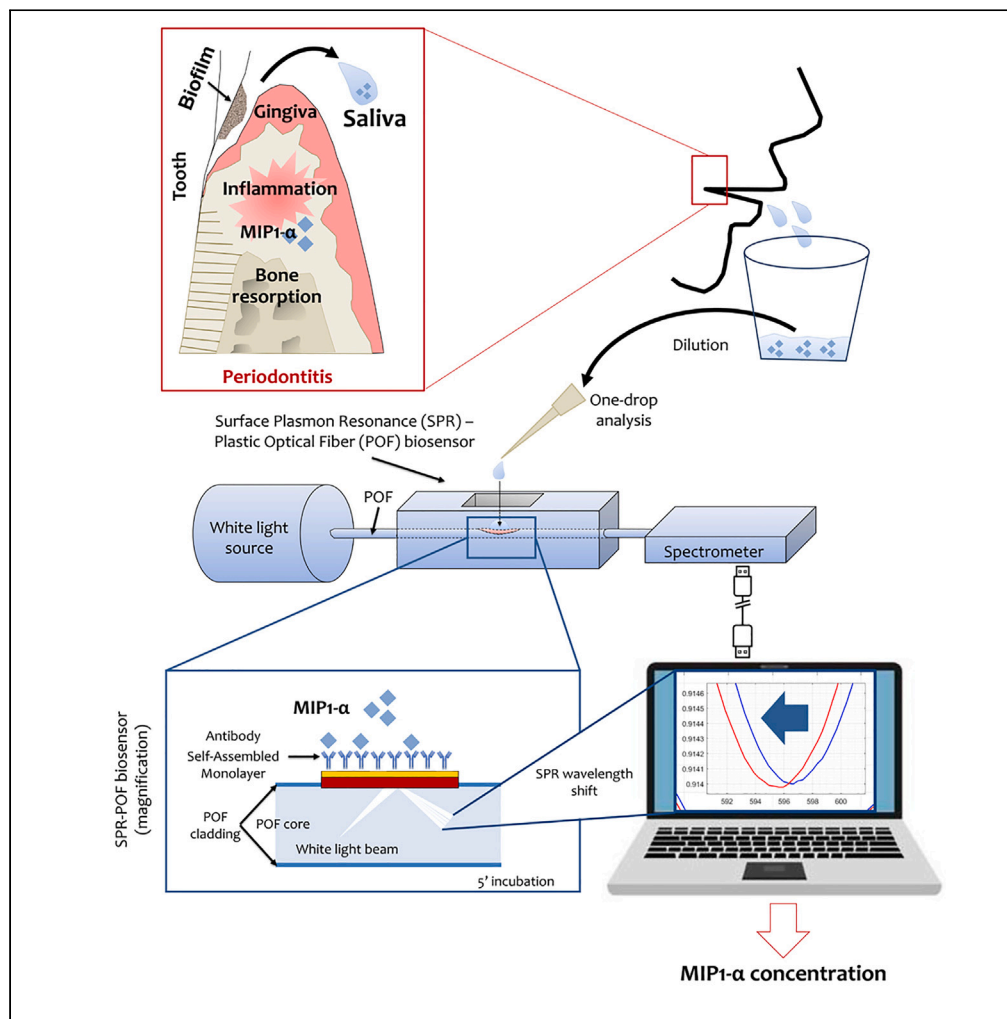 Biofilm
Saliva
Gingiva
Tooth
Inflammation
MIP1-α
Bone
resorption
Periodontitis
Dilution
One-drop
analysis
Surface Plasmon Resonance (SPR) –
Plastic Optical Fiber (POF) biosensor
POF
White light
source
Spectrometer
SPR-POF biosensor
(magnification)
MIP1-α
Antibody
Self-Assembled
Monolayer
POF
cladding
POF core
White light beam
5' incubation
SPR wavelength
shift
0.9146
0.9145
0.9144
0.9143
0.9142
0.9141
0.914
592 594 596 598 600
MIP1-α concentration